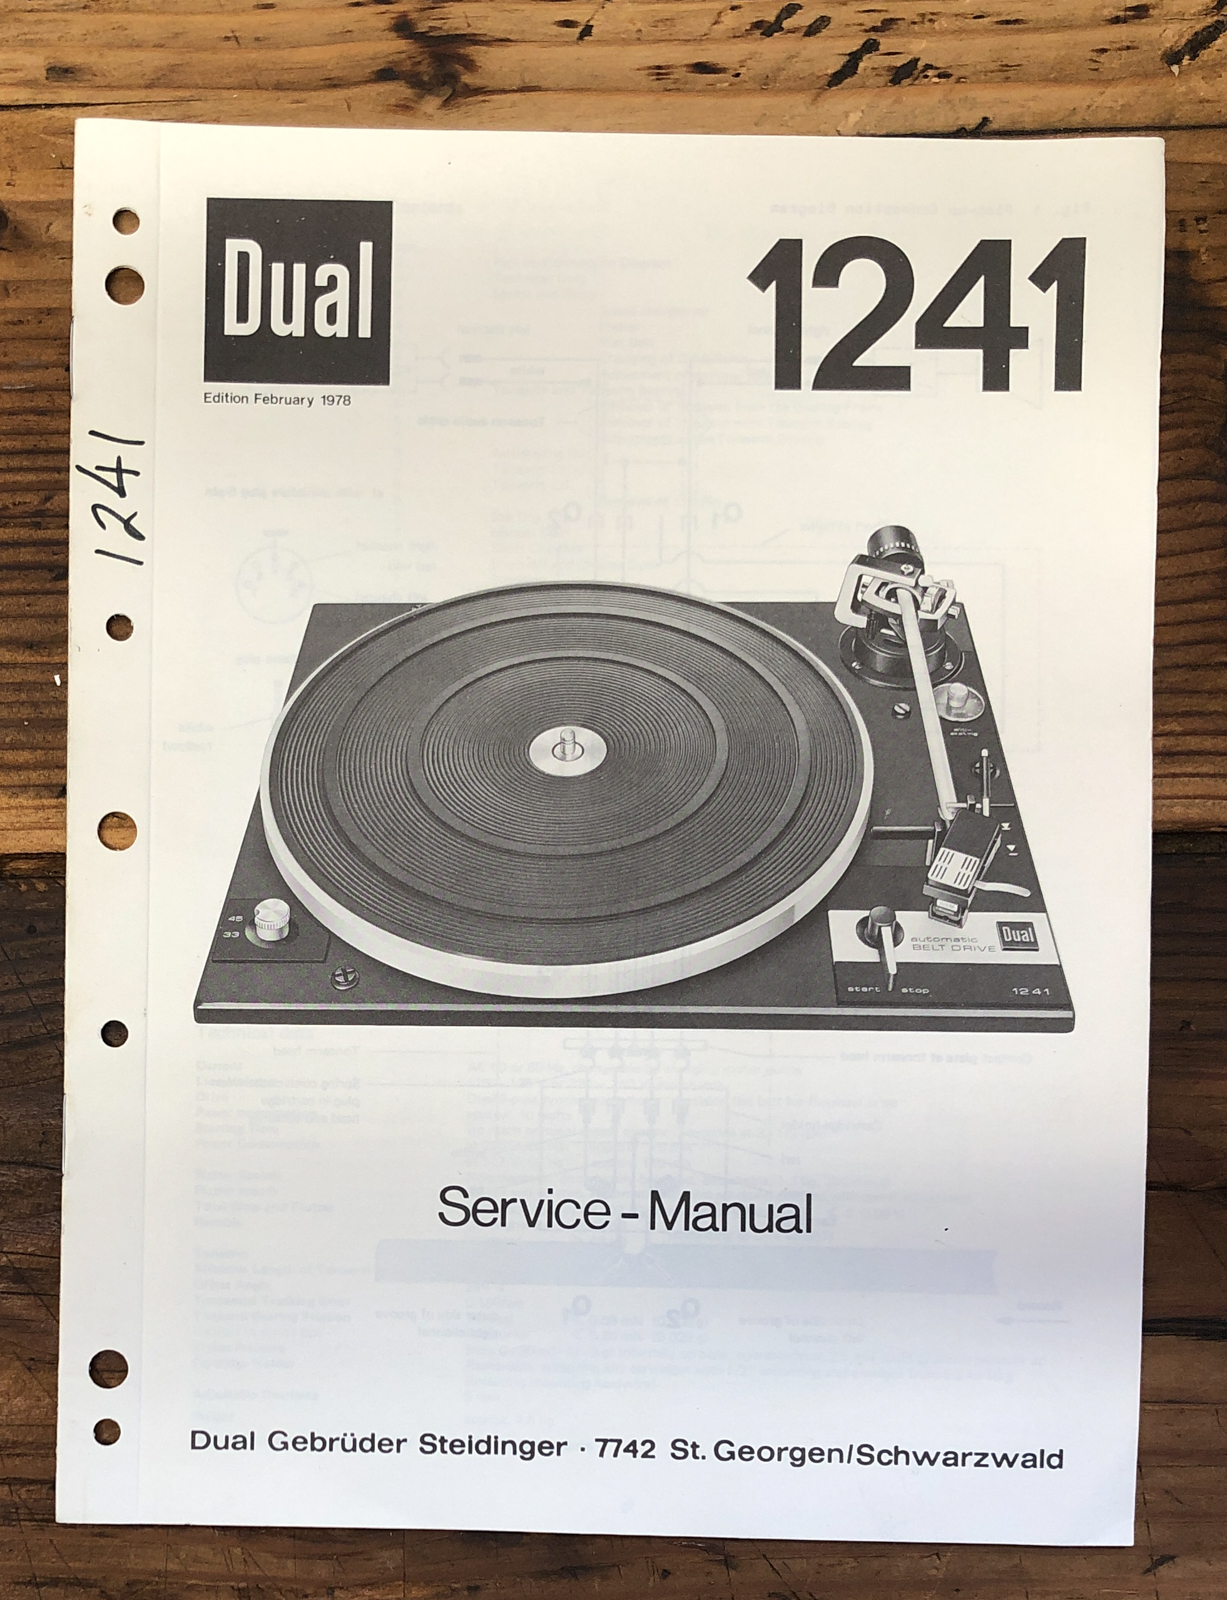 Dual
1241
Edition February 1978
1241
45
33
automatic
BELT DRIVE
Dual
start stop
1241
Service-Manual
Dual Gebrüder Steidinger · 7742 St. Georgen/Schwarzwald